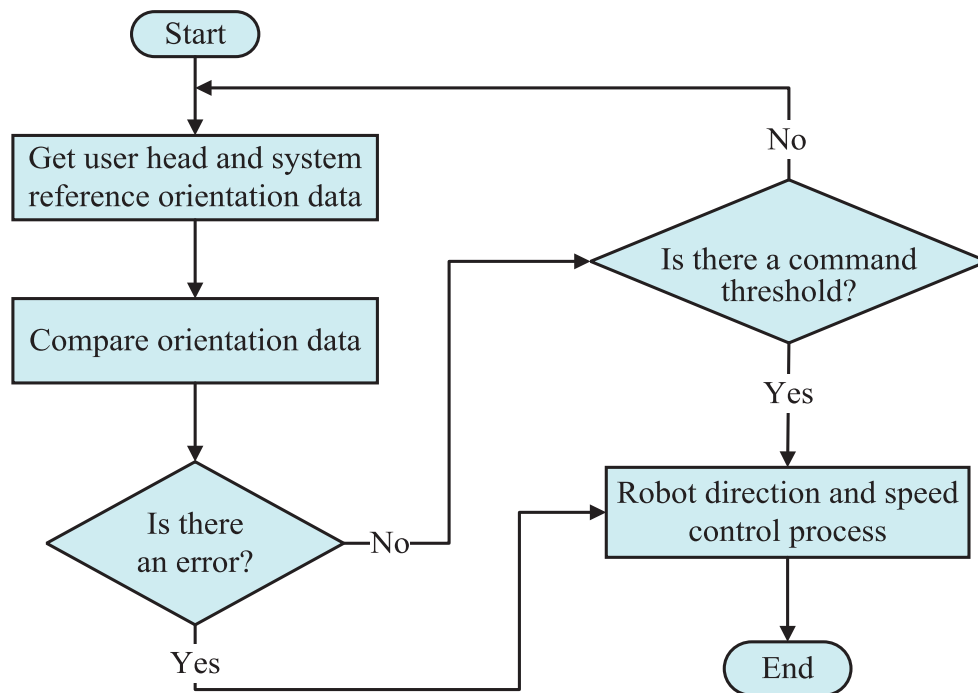 Start
Get user head and system
reference orientation data
Compare orientation data
Is there
an error?
No
Yes
No
Is there a command
threshold?
Yes
Robot direction and speed
control process
End